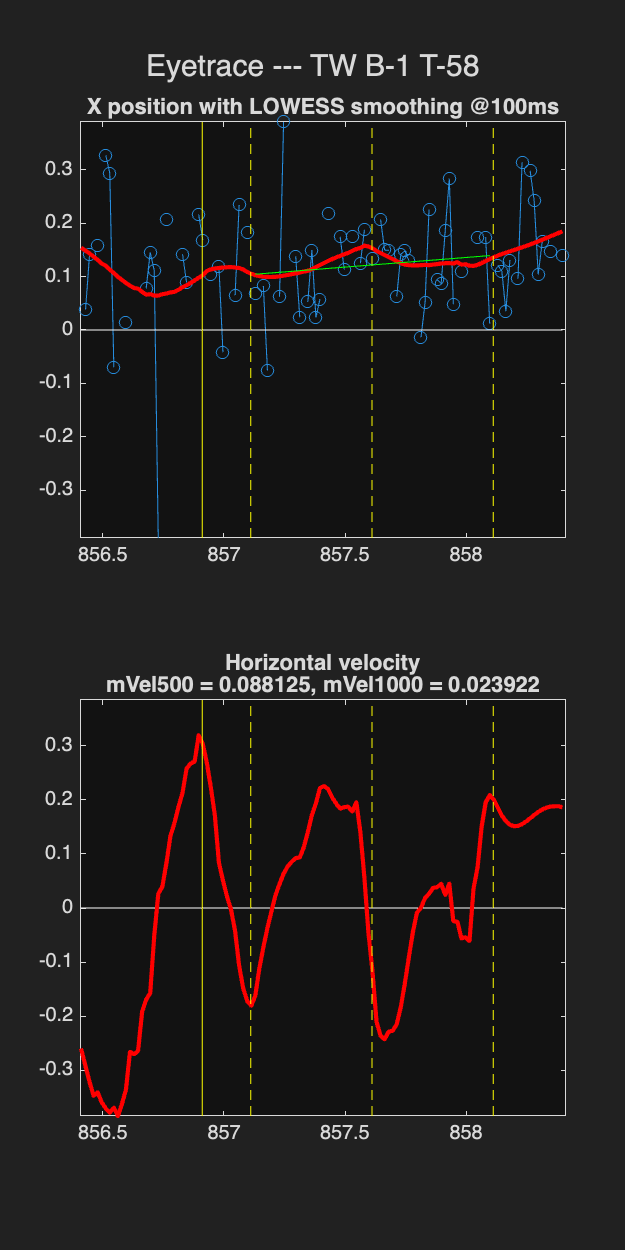 Eyetrace --- TW B-1 T-58
X position with LOWESS smoothing @100ms
0.3
0.2
0.1
0
-0.1
-0.2
-0.3
856.5 857 857.5 858
Horizontal velocity
mVel500 = 0.088125, mVel1000 = 0.023922
0.3
0.2
0.1
0
-0.1
-0.2
-0.3
856.5 857 857.5 858